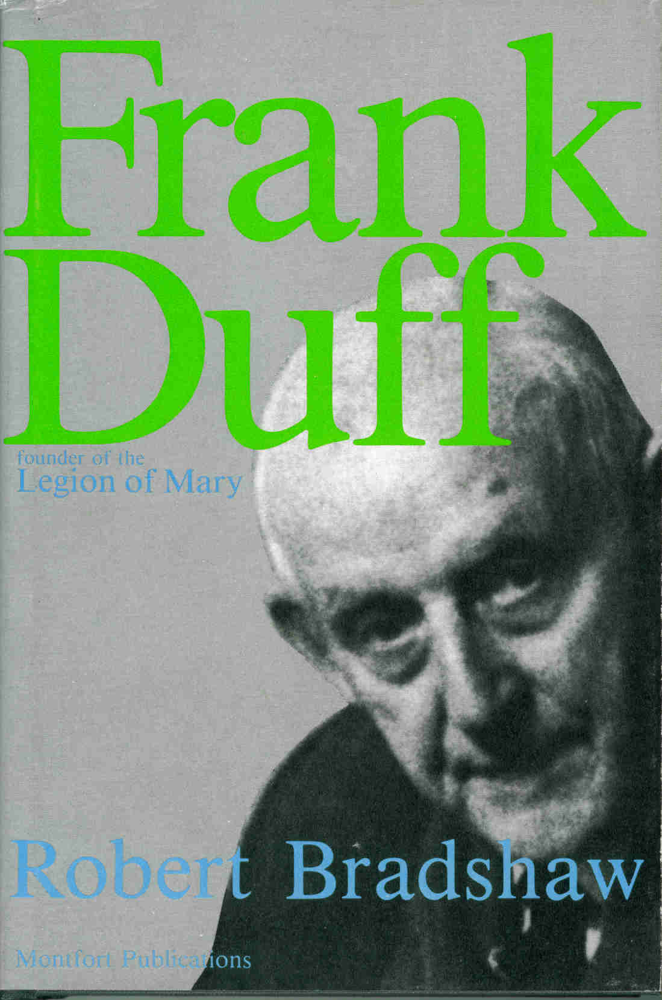 Frank
Duff
founder of the
Legion of Mary
Robert Bradshaw
Montfort Publications